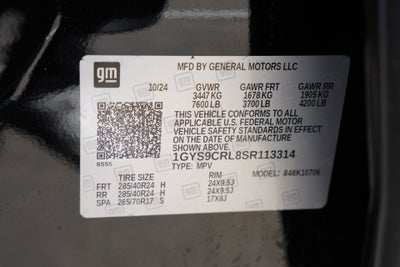 gm
MFD BY GENERAL MOTORS LLC
10/24 GVWR GAWR FRT GAWR RR
3447 KG 1678 KG 1905 KG
7600 LB 3700 LB 4200 LB
THIS VEHICLE CONFORMS TO ALL APPLICABLE
U.S. FEDERAL MOTOR
VEHICLE SAFETY STANDARDS IN EFFECT
ON THE DATE OF MANUFACTURE
SHOWN ABOVE.
1GYS9CRL8SR113314
8555 TYPE: MPV
TIRE SIZE RIM MODEL: 846K10706
FRT 285/40R24 H 24X9.5J
RR 285/40R24 H 24X9.5J
SPA 265/70R17 S 17X8J